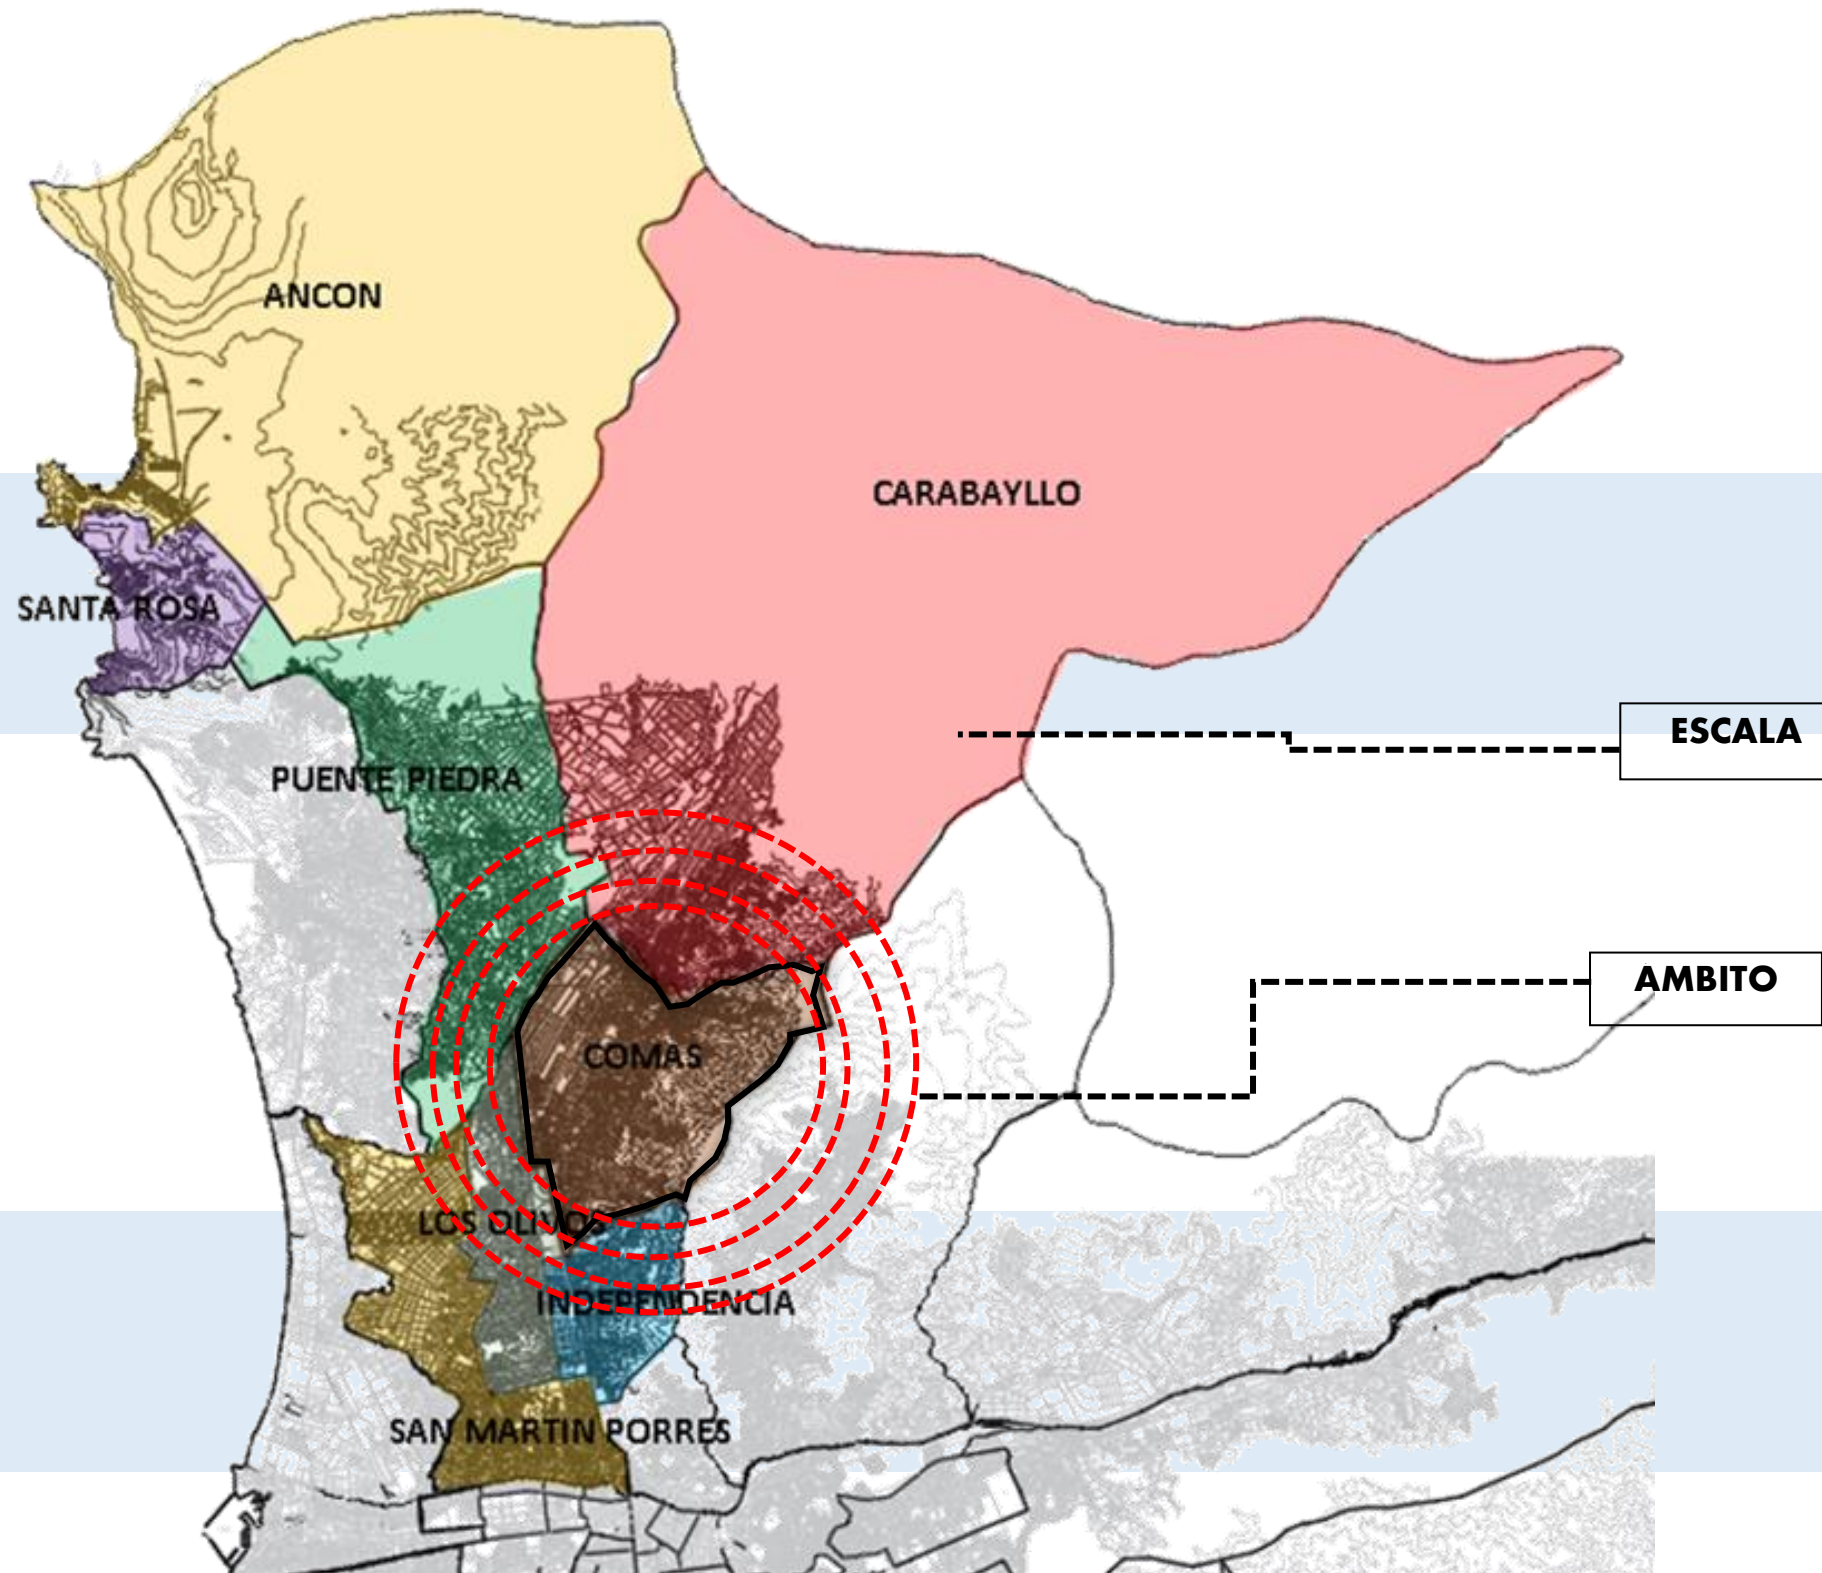 ANCON
CARABAYLLO
SANTA ROSA
ESCALA
PUENTE PIEDRA
AMBITO
COMAS
LOS OLIVOS
INDEPENDENCIA
SAN MARTIN PORRES